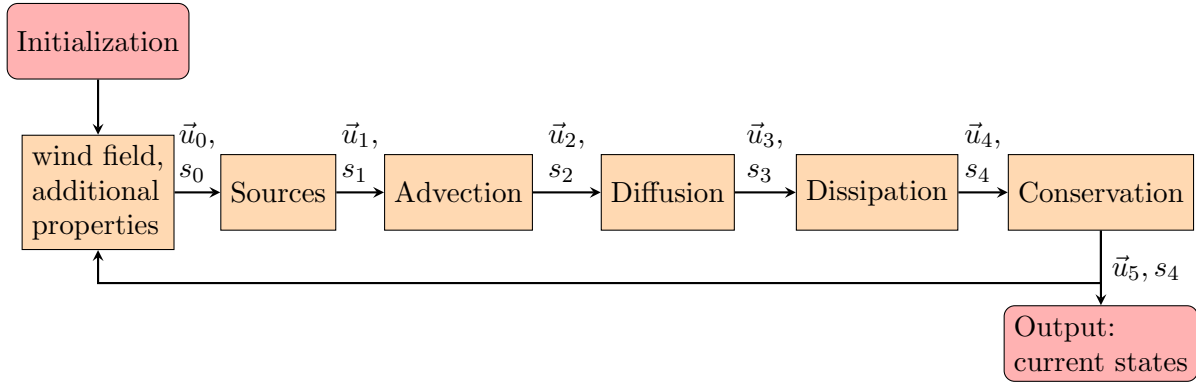 Initialization
wind field,
additional
properties
u⃗₀,
s₀
Sources
u⃗₁,
s₁
Advection
u⃗₂,
s₂
Diffusion
u⃗₃,
s₃
Dissipation
u⃗₄,
s₄
Conservation
u⃗₅, s₄
Output:
current states